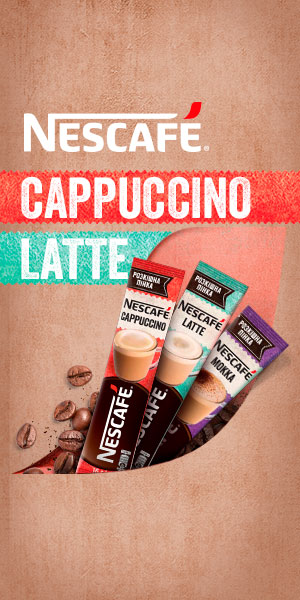 NESCAFÉ®
CAPPUCCINO
LATTE
РОЗКІШНА
ПІНКА
NESCAFÉ
CAPPUCCINO
NESCAFÉ
РОЗКІШНА
ПІНКА
NESCAFÉ
LATTE
РОЗКІШНА
ПІНКА
NESCAFÉ
МОККА